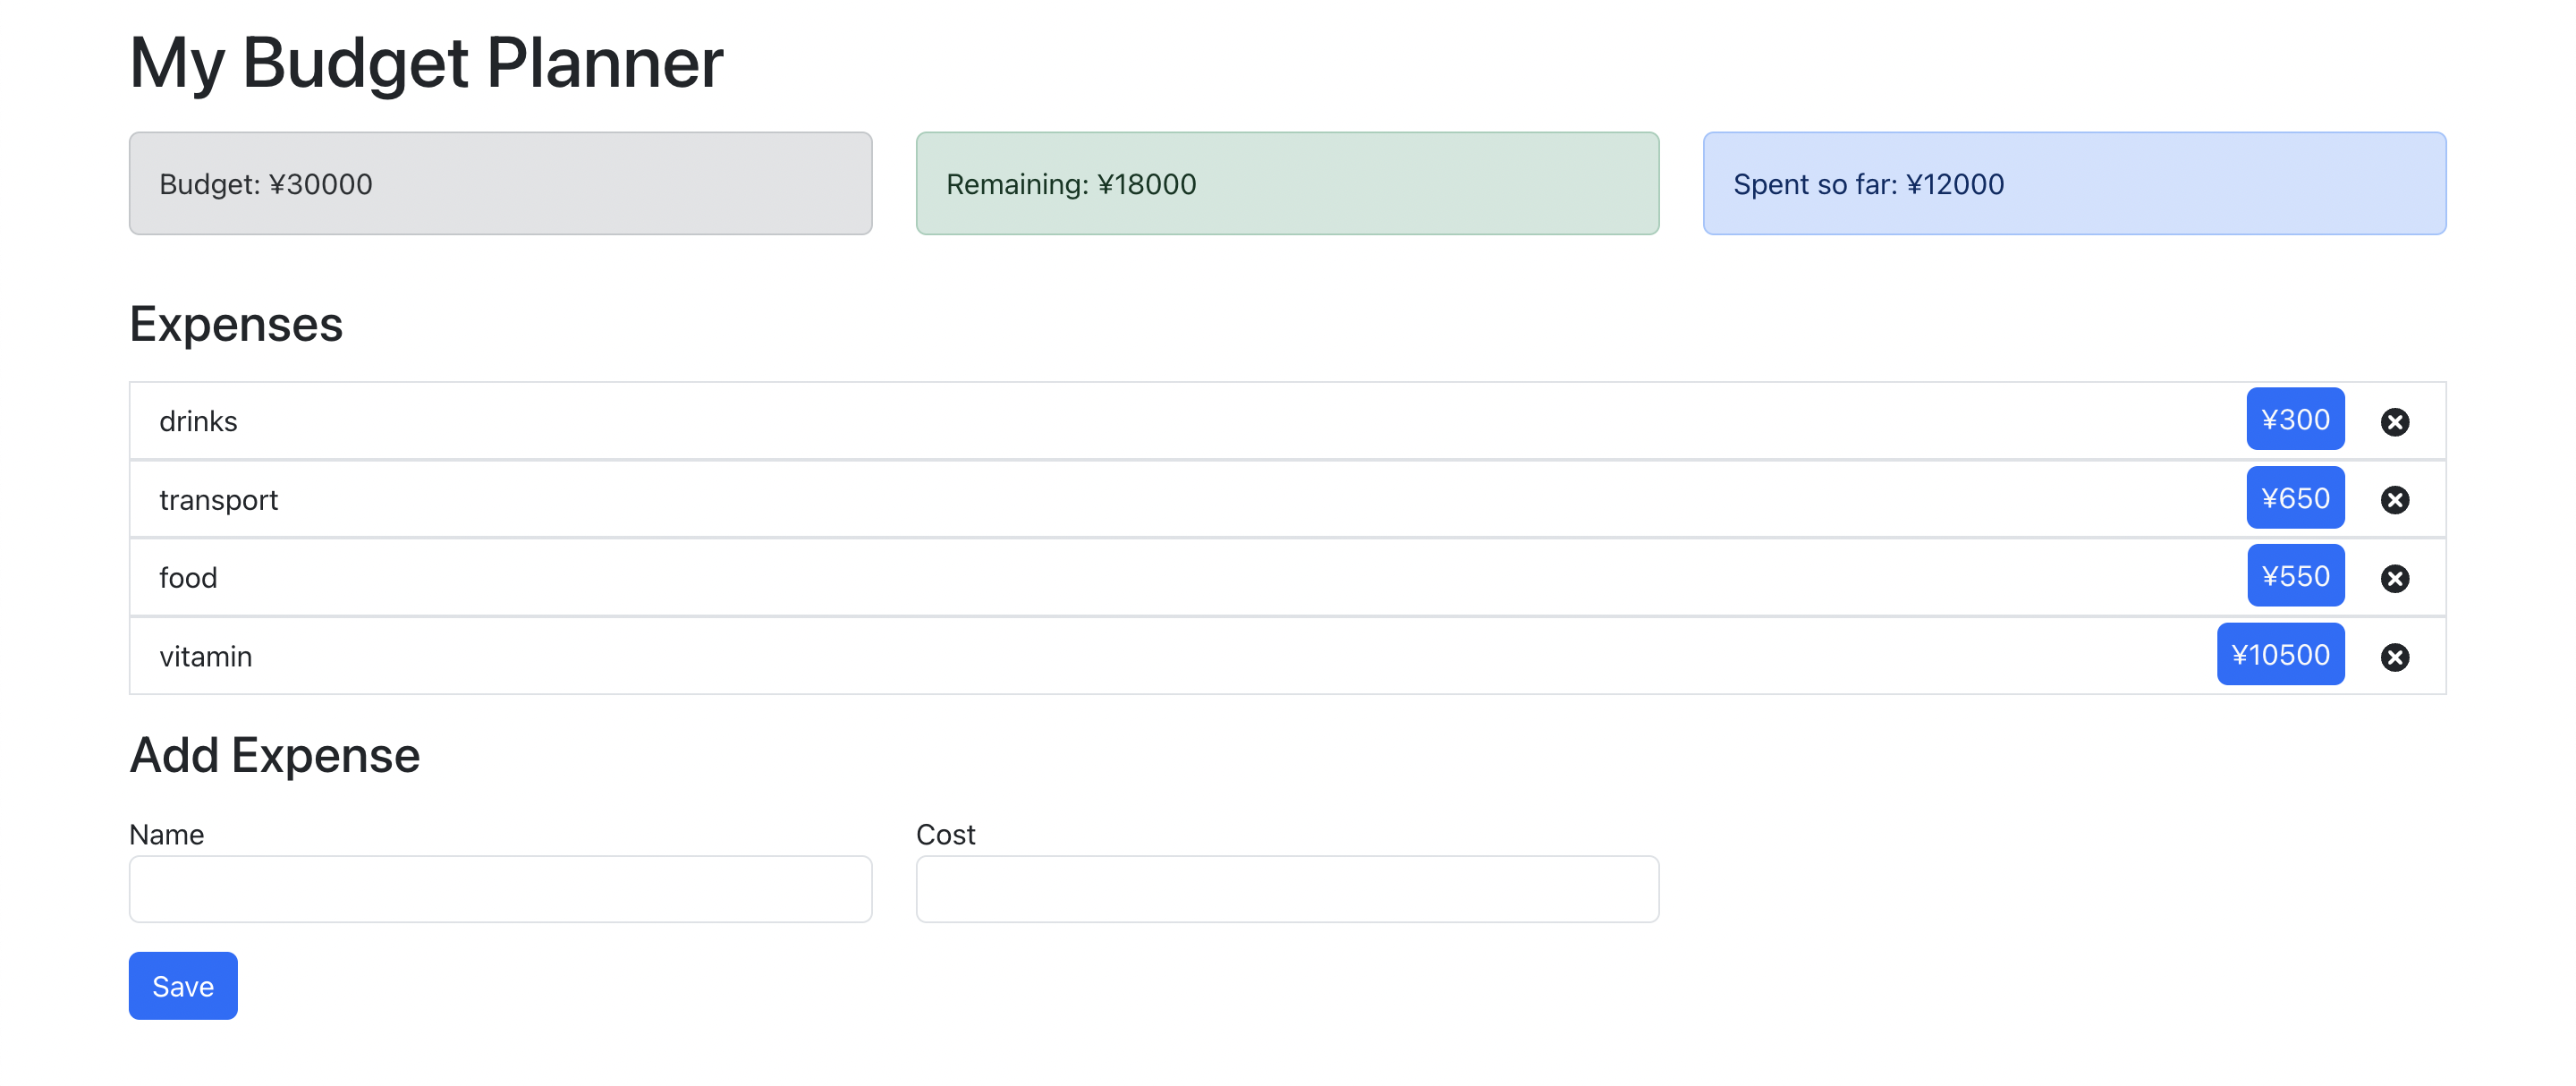 My Budget Planner
Budget: ¥30000
Remaining: ¥18000
Spent so far: ¥12000
Expenses
drinks ¥300
transport ¥650
food ¥550
vitamin ¥10500
Add Expense
Name Cost
Save